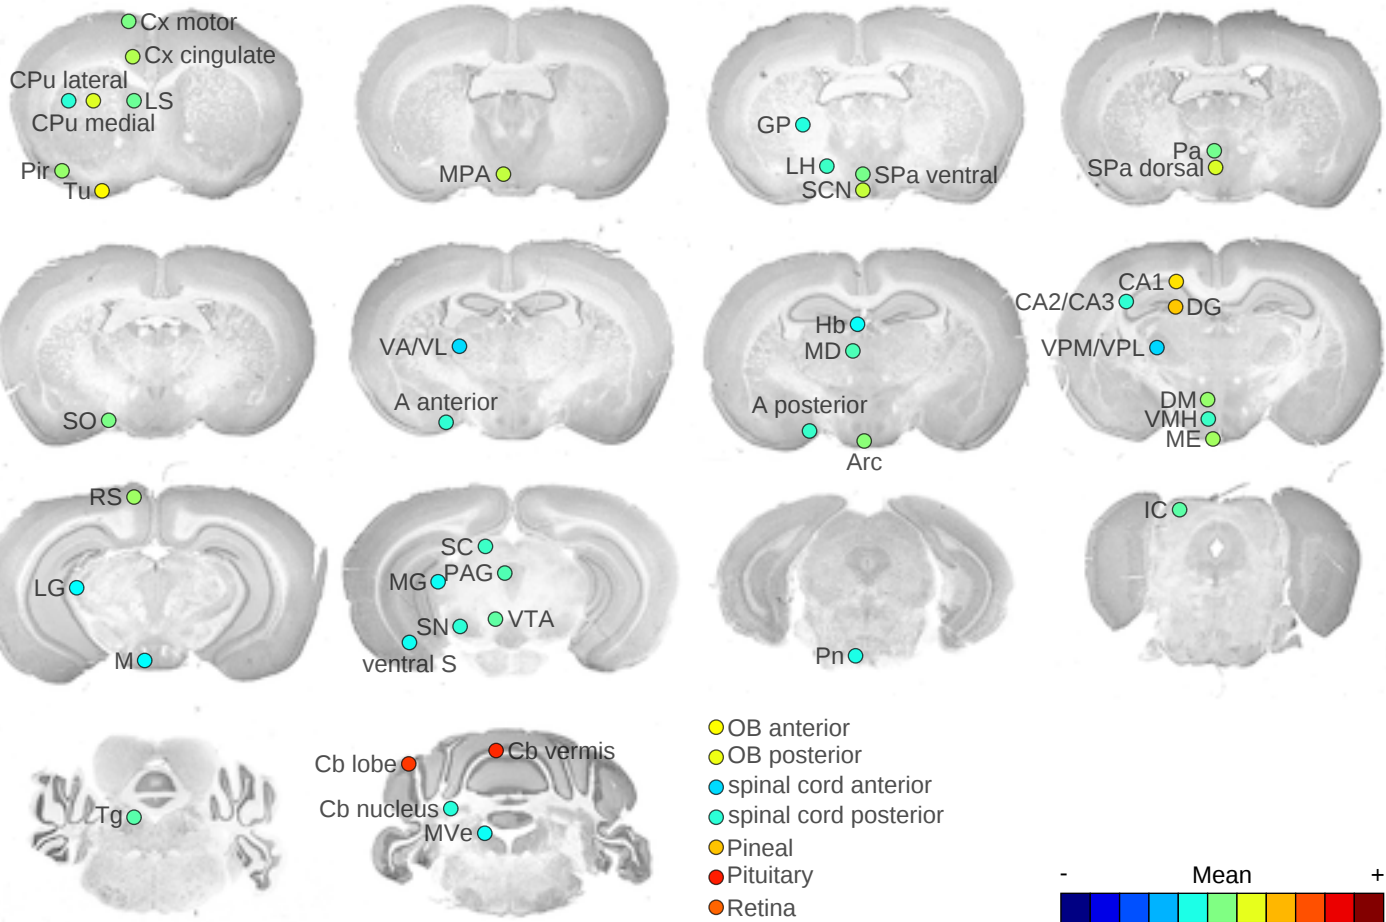 Cx motor
Cx cingulate
CPu lateral
LS
CPu medial
Pir
Tu
MPA
GP
LH
SPa ventral
SCN
Pa
SPa dorsal
SO
VA/VL
A anterior
Hb
MD
A posterior
Arc
CA1
CA2/CA3
DG
VPM/VPL
DM
VMH
ME
RS
LG
M
SC
MG
PAG
SN
VTA
ventral S
Pn
IC
Tg
Cb lobe
Cb vermis
Cb nucleus
MVe
OB anterior
OB posterior
spinal cord anterior
spinal cord posterior
Pineal
Pituitary
Retina
- Mean +